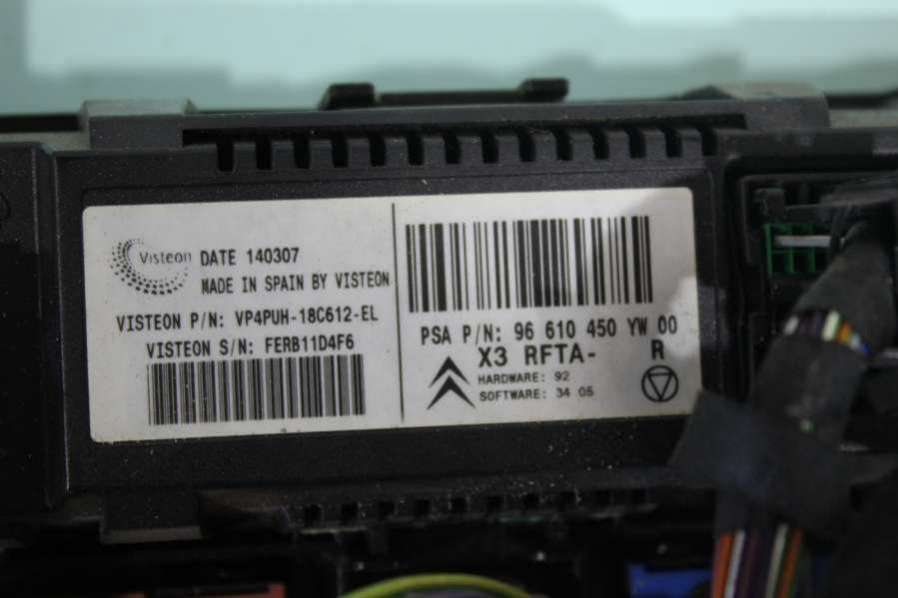 Visteon DATE 140307
MADE IN SPAIN BY VISTEON
VISTEON P/N: VP4PUH-18C612-EL
VISTEON S/N: FERB11D4F6
PSA P/N: 96 610 450 YW 00
X3 RFTA- R
HARDWARE: 92
SOFTWARE: 34 05